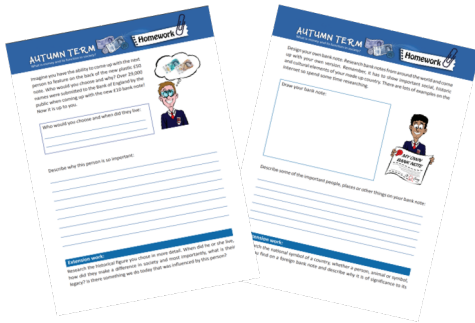 AUTUMN TERM
Homework
Imagine you have the ability to come up with the next
person to feature on the back of the new plastic £50
note. Who would you choose and why? Over 29,000
names were submitted to the Bank of England by the
public when coming up with the new £10 bank note!
Now it is up to you.
Who would you choose and when did they live:
Describe why this person is so important:
Extension work:
Research the historical figure you chose in more detail. When did he or she live,
how did they make a difference in society and most importantly, what is their
legacy? Is there something we do today that was influenced by this person?
AUTUMN TERM
Homework
Design your own bank note. Research bank notes from around the world and come
up with your own version. Remember, it has to show important social, historic
and cultural elements of your made up country. There are lots of examples on the
internet so spend some time researching.
Draw your bank note:
MY OWN
BANK NOTE
Describe some of the important people, places or other things on your bank note:
ension work:
rch the national symbol of a country, whether a person, animal or symbol,
to find on a foreign bank note and describe why it is of significance to its